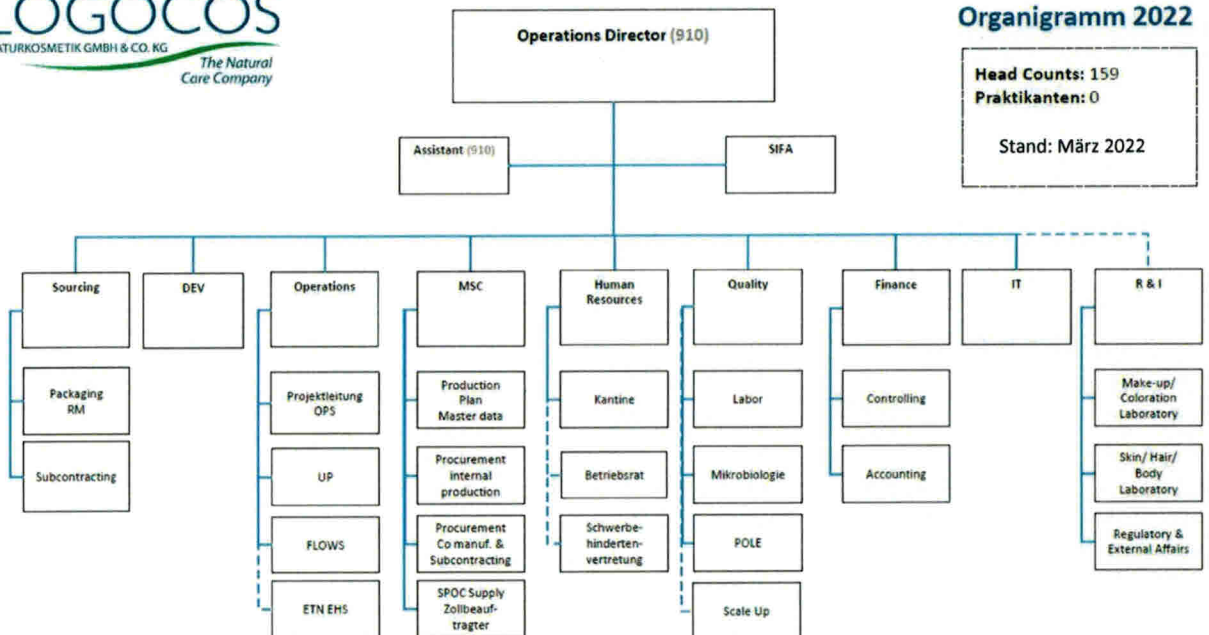 LOGOCOS
NATURKOSMETIK GMBH & CO. KG
The Natural
Care Company
Organigramm 2022
Head Counts: 159
Praktikanten: 0
Stand: März 2022
Operations Director (910)
Assistant (910)
SIFA
Sourcing
Packaging
RM
Subcontracting
DEV
Operations
Projektleitung
OPS
UP
FLOWS
ETN EHS
MSC
Production
Plan
Master data
Procurement
internal
production
Procurement
Co manuf. &
Subcontracting
SPOC Supply
Zollbeauf-
tragter
Human
Resources
Kantine
Betriebsrat
Schwerbe-
hinderten-
vertretung
Quality
Labor
Mikrobiologie
POLE
Scale Up
Finance
Controlling
Accounting
IT
R & I
Make-up/
Coloration
Laboratory
Skin/ Hair/
Body
Laboratory
Regulatory &
External Affairs